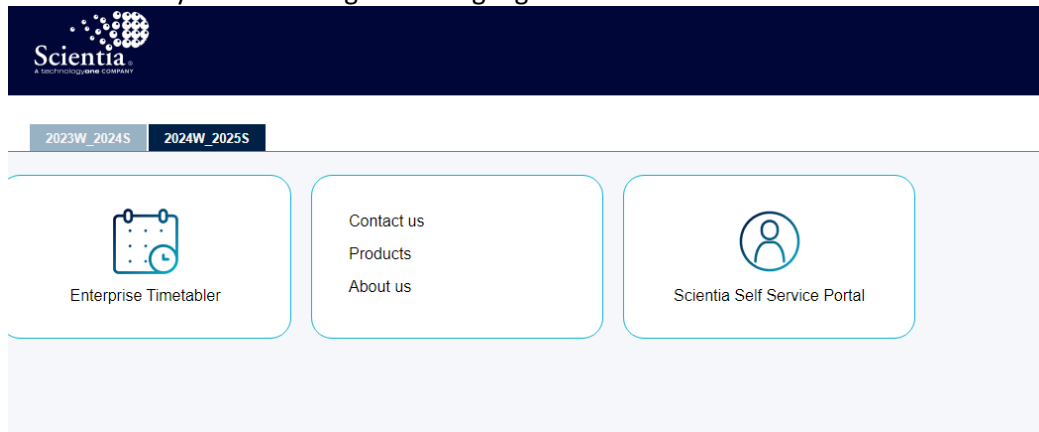 Scientia
A technologyone COMPANY
2023W_2024S 2024W_2025S
Enterprise Timetabler
Contact us
Products
About us
Scientia Self Service Portal